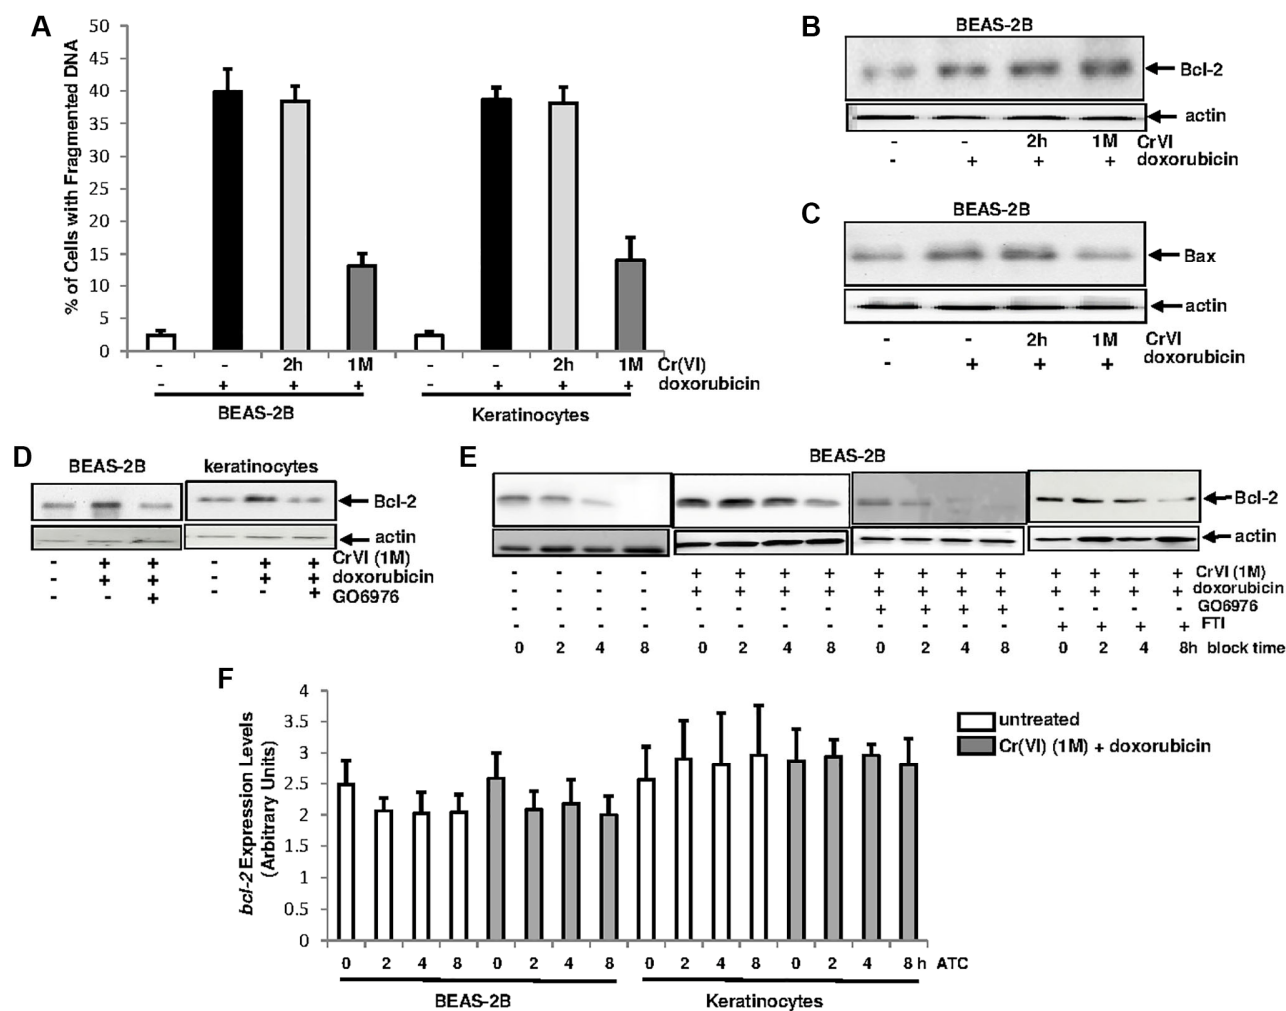 A
% of Cells with Fragmented DNA
50
45
40
35
30
25
20
15
10
5
0
- - 2h 1M - - 2h 1M Cr(VI)
- + + + - + + + doxorubicin
BEAS-2B Keratinocytes
B
BEAS-2B
Bcl-2
actin
- - 2h 1M CrVI
- + + + doxorubicin
C
BEAS-2B
Bax
actin
- - 2h 1M CrVI
- + + + doxorubicin
D
BEAS-2B keratinocytes
Bcl-2
actin
- + + - + + CrVI (1M)
- + + - + + doxorubicin
- - + - - + GO6976
E
BEAS-2B
Bcl-2
actin
- - - - + + + + + + + + + + + + CrVI (1M)
- - - - + + + + + + + + + + + + doxorubicin
- - - - - - - - + + + + - - - - GO6976
- - - - - - - - - - - - + + + + FTI
0 2 4 8 0 2 4 8 0 2 4 8 0 2 4 8h block time
F
bcl-2 Expression Levels
(Arbitrary Units)
4
3.5
3
2.5
2
1.5
1
0.5
0
0 2 4 8 0 2 4 8 0 2 4 8 0 2 4 8 h ATC
BEAS-2B Keratinocytes
untreated
Cr(VI) (1M) + doxorubicin